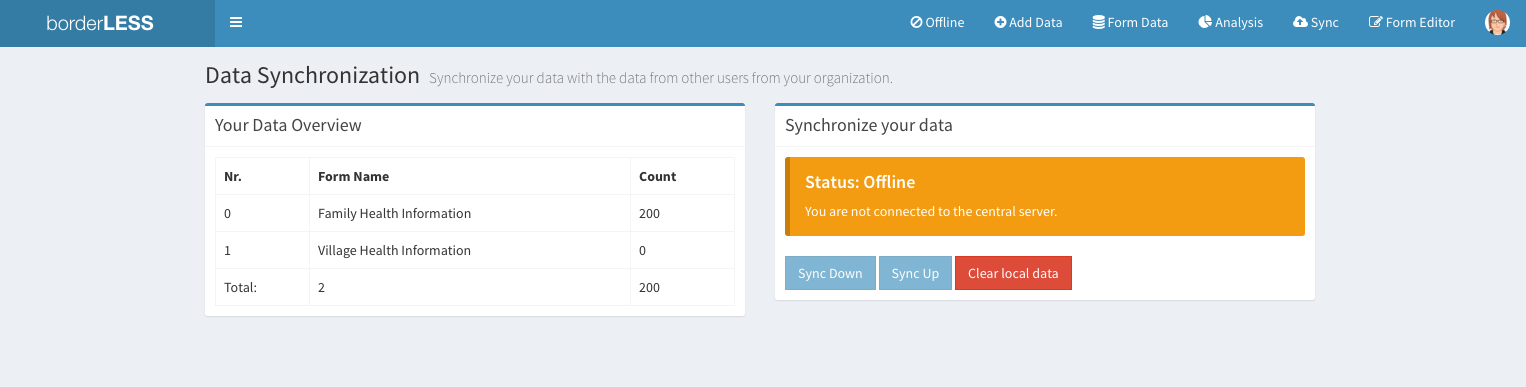 borderLESS Offline Add Data Form Data Analysis Sync Form Editor
Data Synchronization Synchronize your data with the data from other users from your organization.
Your Data Overview
Nr. Form Name Count
0 Family Health Information 200
1 Village Health Information 0
Total: 2 200
Synchronize your data
Status: Offline
You are not connected to the central server.
Sync Down Sync Up Clear local data